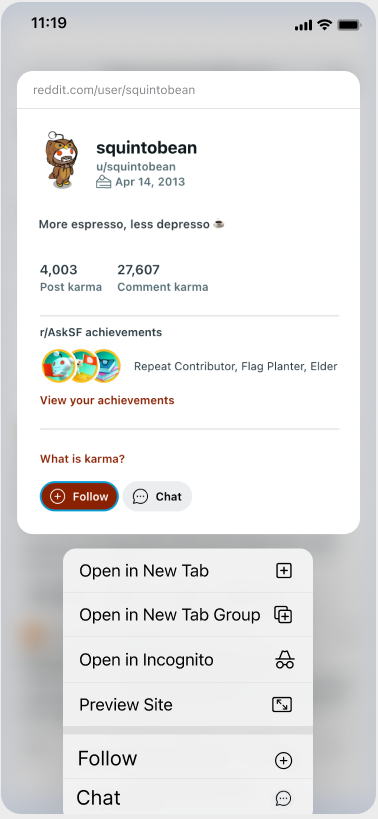 11:19
reddit.com/user/squintobean
squintobean
u/squintobean
Apr 14, 2013
More espresso, less depresso ☕
4,003 27,607
Post karma Comment karma
r/AskSF achievements
Repeat Contributor, Flag Planter, Elder
View your achievements
What is karma?
Follow Chat
Open in New Tab
Open in New Tab Group
Open in Incognito
Preview Site
Follow
Chat